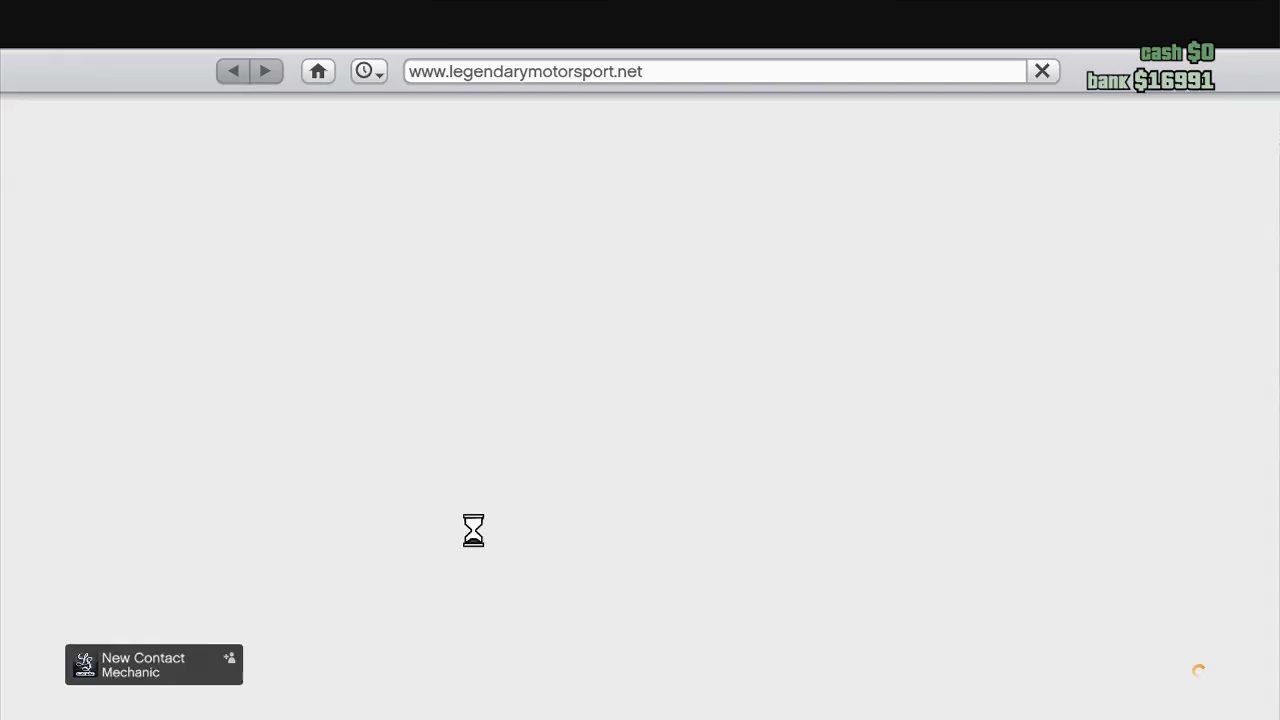 cash $0
www.legendarymotorsport.net
bank $16991
New Contact
Mechanic